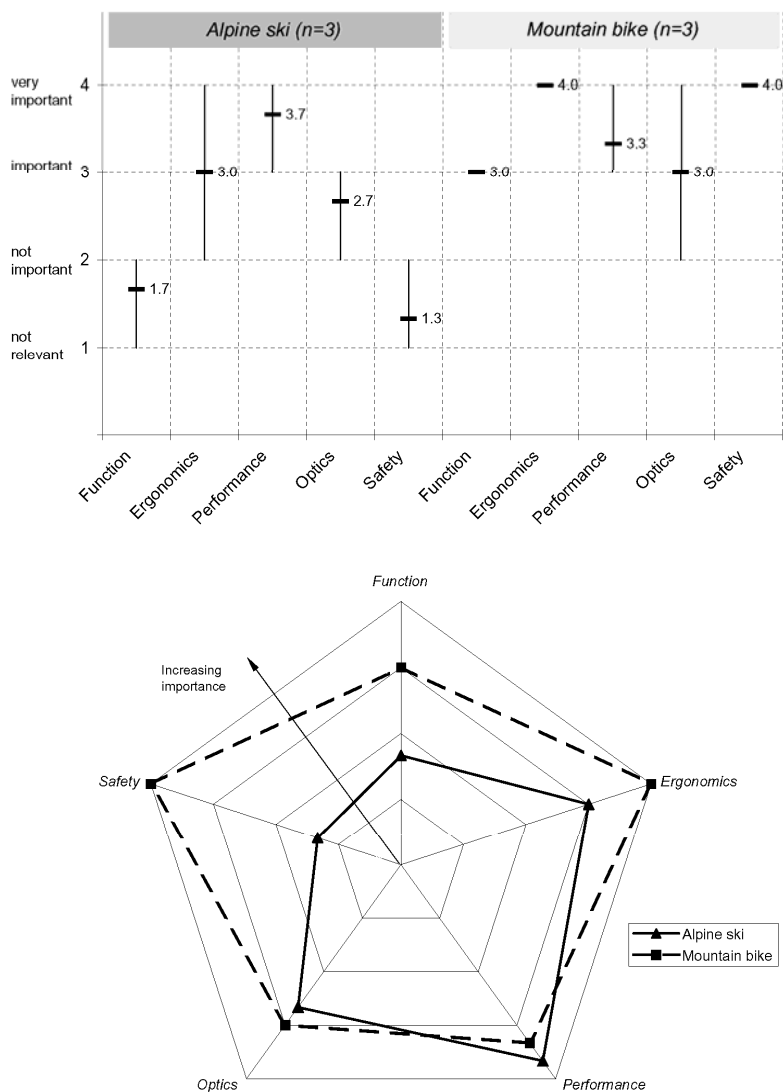 Alpine ski (n=3)
Mountain bike (n=3)
very
important
4
important
3
not
important
2
not
relevant
1
1.7
3.0
3.7
2.7
1.3
3.0
4.0
3.3
3.0
4.0
Function
Ergonomics
Performance
Optics
Safety
Function
Ergonomics
Performance
Optics
Safety
Function
Increasing
importance
Safety
Ergonomics
Alpine ski
Mountain bike
Optics
Performance